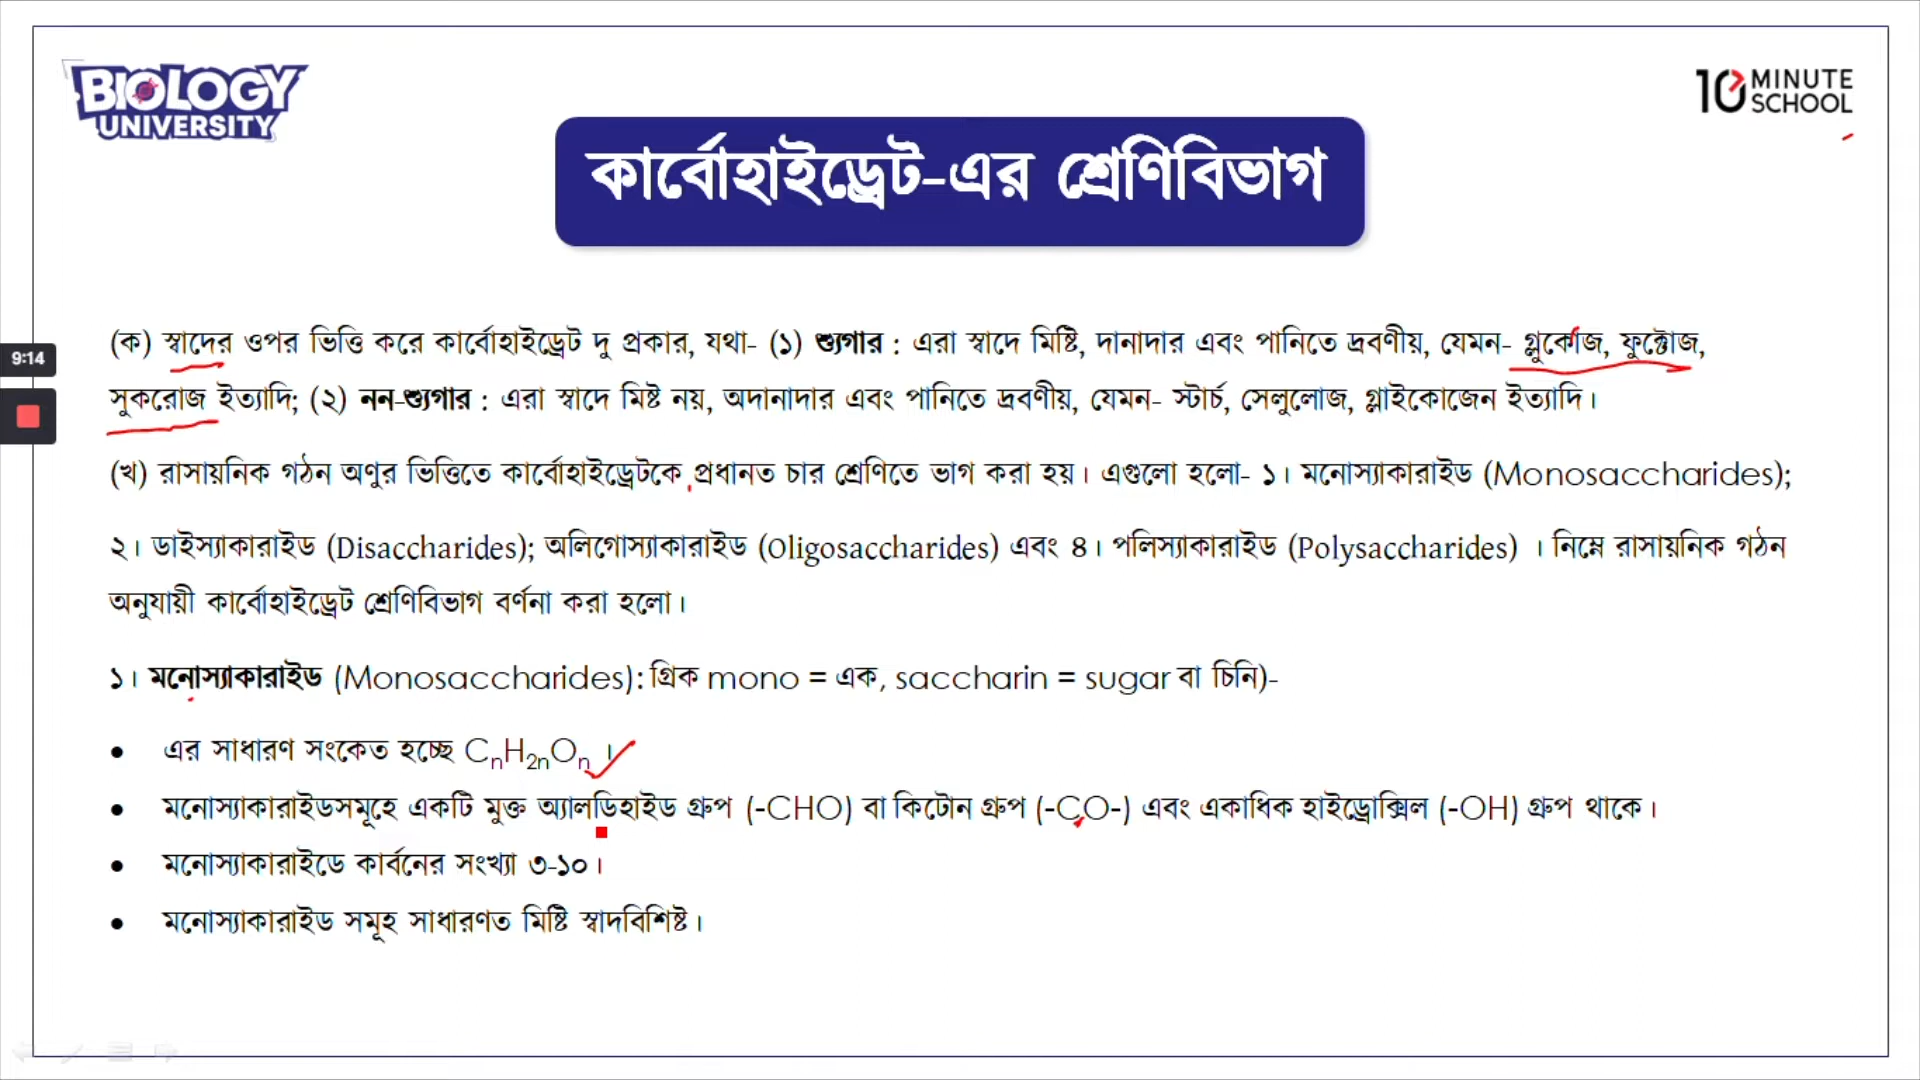 BIOLOGY
UNIVERSITY
10 MINUTE
SCHOOL
কার্বোহাইড্রেট-এর শ্রেণিবিভাগ
9:14
(ক) স্বাদের ওপর ভিত্তি করে কার্বোহাইড্রেট দু প্রকার, যথা- (১) শ্যুগার : এরা স্বাদে মিষ্টি, দানাদার এবং পানিতে দ্রবণীয়, যেমন- গ্লুকোজ, ফুক্টোজ,
সুকরোজ ইত্যাদি; (২) নন-শ্যুগার : এরা স্বাদে মিষ্ট নয়, অদানাদার এবং পানিতে দ্রবণীয়, যেমন- স্টার্চ, সেলুলোজ, গ্লাইকোজেন ইত্যাদি।
(খ) রাসায়নিক গঠন অণুর ভিত্তিতে কার্বোহাইড্রেটকে প্রধানত চার শ্রেণিতে ভাগ করা হয়। এগুলো হলো- ১। মনোস্যাকারাইড (Monosaccharides);
২। ডাইস্যাকারাইড (Disaccharides); অলিগোস্যাকারাইড (Oligosaccharides) এবং ৪। পলিস্যাকারাইড (Polysaccharides) । নিম্নে রাসায়নিক গঠন
অনুযায়ী কার্বোহাইড্রেট শ্রেণিবিভাগ বর্ণনা করা হলো।
১। মনোস্যাকারাইড (Monosaccharides): গ্রিক mono = এক, saccharin = sugar বা চিনি)-
• এর সাধারণ সংকেত হচ্ছে CnH2nOn ।
• মনোস্যাকারাইডসমূহে একটি মুক্ত অ্যালডিহাইড গ্রুপ (-CHO) বা কিটোন গ্রুপ (-CO-) এবং একাধিক হাইড্রোক্সিল (-OH) গ্রুপ থাকে।
• মনোস্যাকারাইডে কার্বনের সংখ্যা ৩-১০।
• মনোস্যাকারাইড সমূহ সাধারণত মিষ্টি স্বাদবিশিষ্ট।